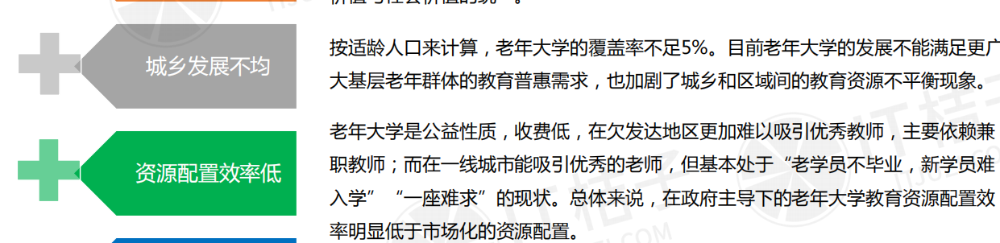 城乡发展不均
按适龄人口来计算，老年大学的覆盖率不足5%。目前老年大学的发展不能满足更广
大基层老年群体的教育普惠需求，也加剧了城乡和区域间的教育资源不平衡现象。
资源配置效率低
老年大学是公益性质，收费低，在欠发达地区更加难以吸引优秀教师，主要依赖兼
职教师；而在一线城市能吸引优秀的老师，但基本处于“老学员不毕业，新学员难
入学”“一座难求”的现状。总体来说，在政府主导下的老年大学教育资源配置效
率明显低于市场化的资源配置。
IT桔子
IT桔子